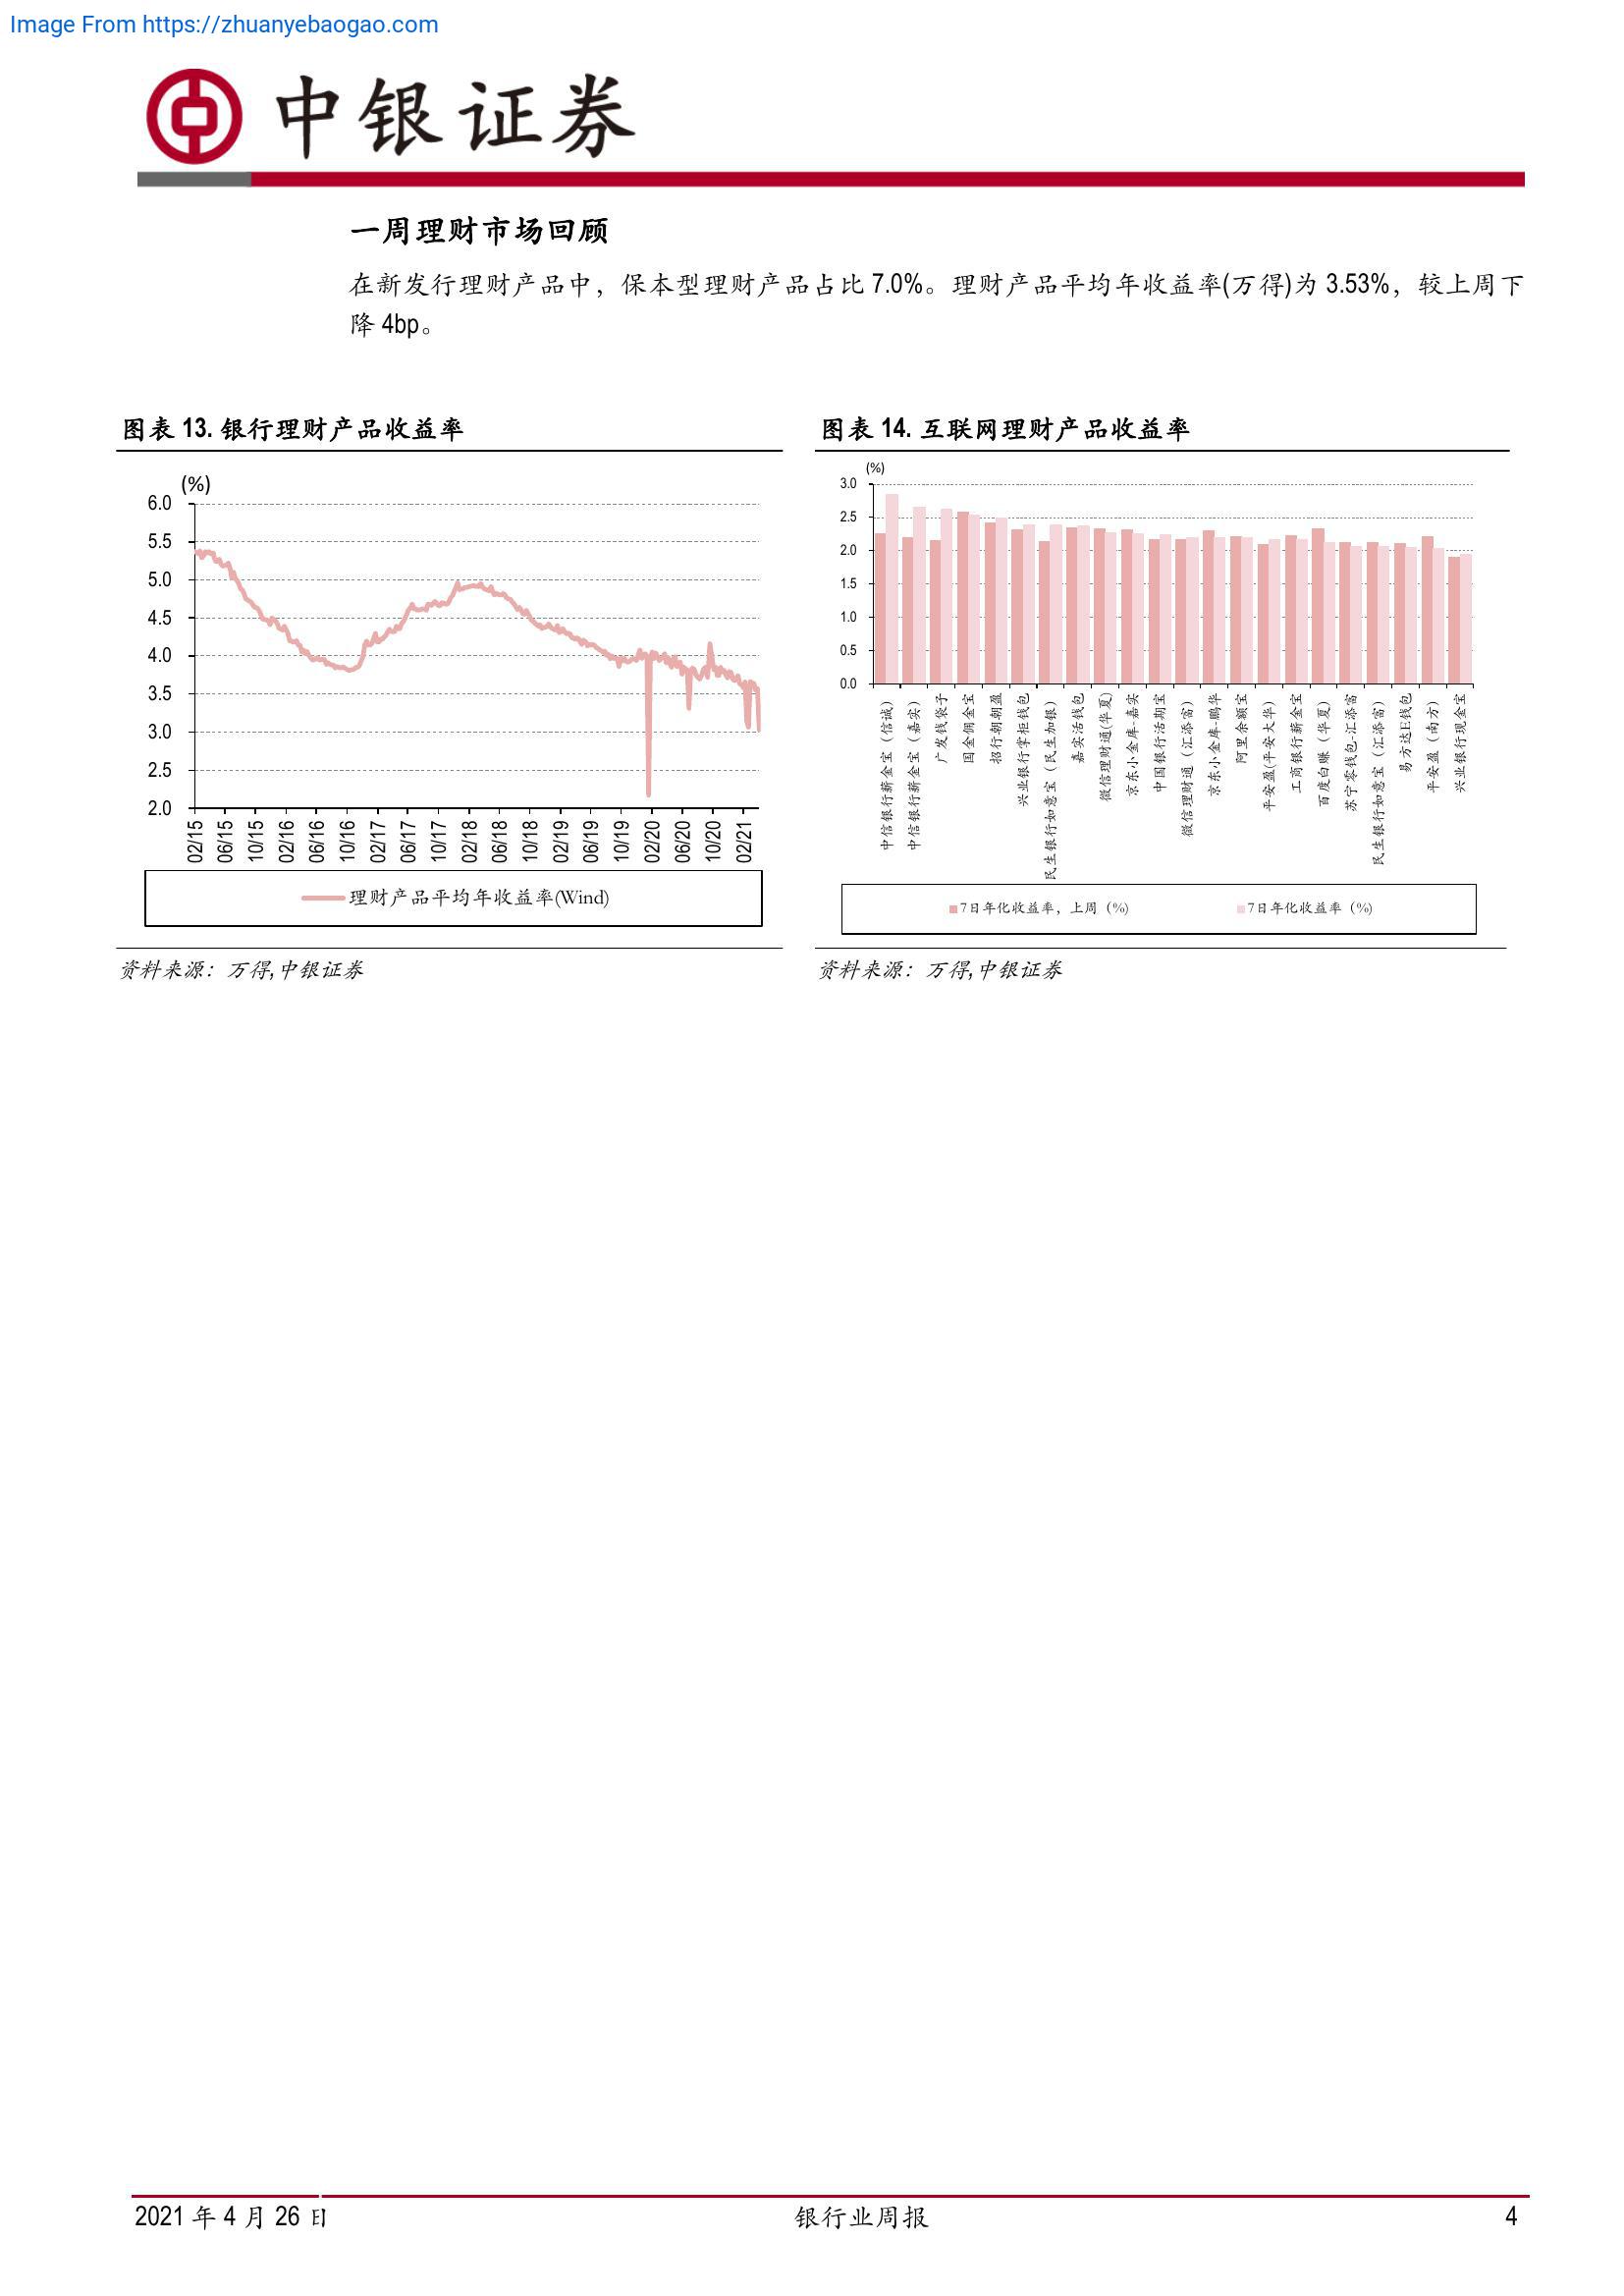 Image From https://zhuanyebaogao.com
中银证券
一周理财市场回顾
在新发行理财产品中，保本型理财产品占比 7.0%。理财产品平均年收益率(万得)为 3.53%，较上周下
降 4bp。
图表 13. 银行理财产品收益率
(%)
6.0
5.5
5.0
4.5
4.0
3.5
3.0
2.5
2.0
02/15
06/15
10/15
02/16
06/16
10/16
02/17
06/17
10/17
02/18
06/18
10/18
02/19
06/19
10/19
02/20
06/20
10/20
02/21
理财产品平均年收益率(Wind)
资料来源：万得,中银证券
图表 14. 互联网理财产品收益率
(%)
3.0
2.5
2.0
1.5
1.0
0.5
0.0
中信银行薪金宝（信诚）
中信银行薪金宝（嘉实）
广发钱袋子
国金佣金宝
招行朝朝盈
兴业银行掌柜钱包
民生银行如意宝（民生加银）
嘉实活钱包
微信理财通(华夏)
京东小金库-嘉实
中国银行活期宝
微信理财通（汇添富）
京东小金库-鹏华
阿里余额宝
平安盈(平安大华)
工商银行薪金宝
百度白赚（华夏）
苏宁零钱包-汇添富
民生银行如意宝（汇添富）
易方达E钱包
平安盈（南方）
兴业银行现金宝
7日年化收益率，上周（%）
7日年化收益率（%）
资料来源：万得,中银证券
2021 年 4 月 26 日
银行业周报
4